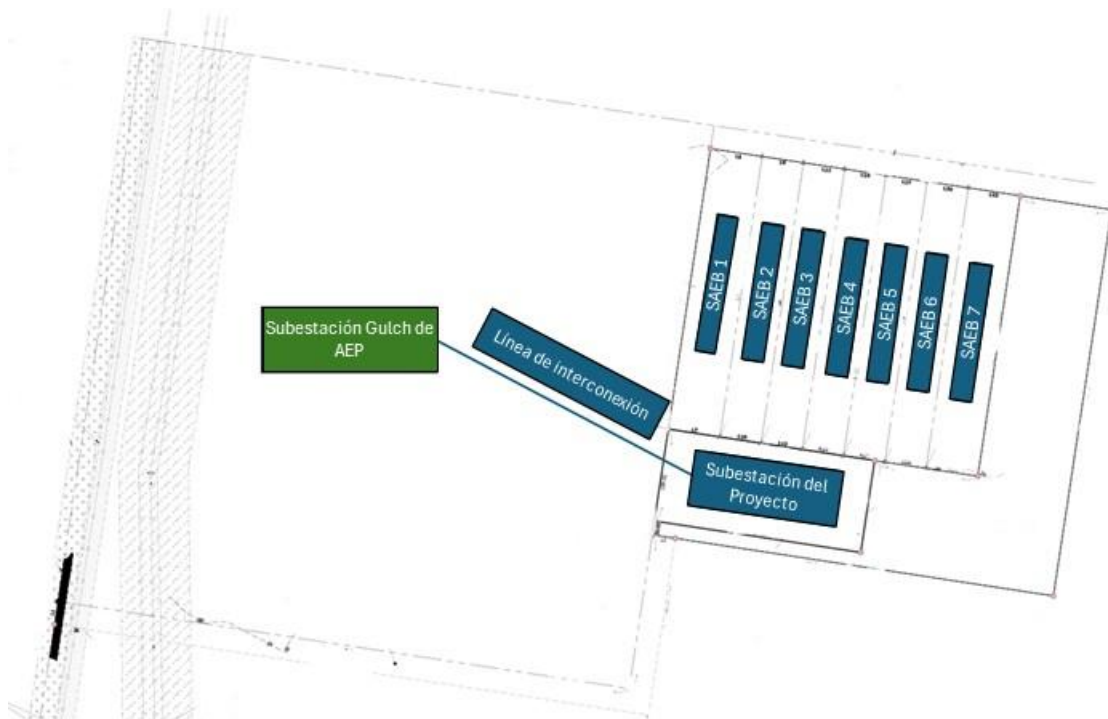 SAEB 1
SAEB 2
SAEB 3
SAEB 4
SAEB 5
SAEB 6
SAEB 7
Subestación Gulch de
AEP
Línea de interconexión
Subestación del
Proyecto